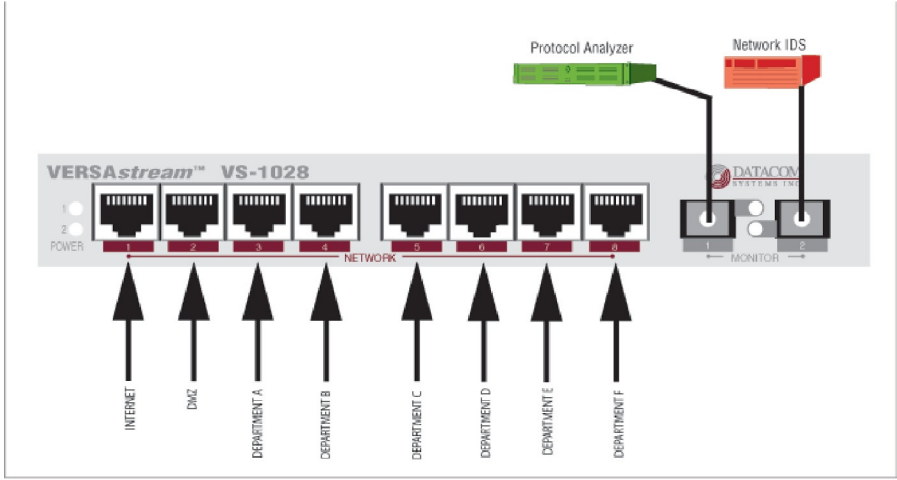 Protocol Analyzer
Network IDS
VERSAstream™ VS-1028
DATACOM
SYSTEMS INC
1
2
POWER
1 2 3 4 5 6 7 8
NETWORK
1 2
MONITOR
INTERNET
DMZ
DEPARTMENT A
DEPARTMENT B
DEPARTMENT C
DEPARTMENT D
DEPARTMENT E
DEPARTMENT F